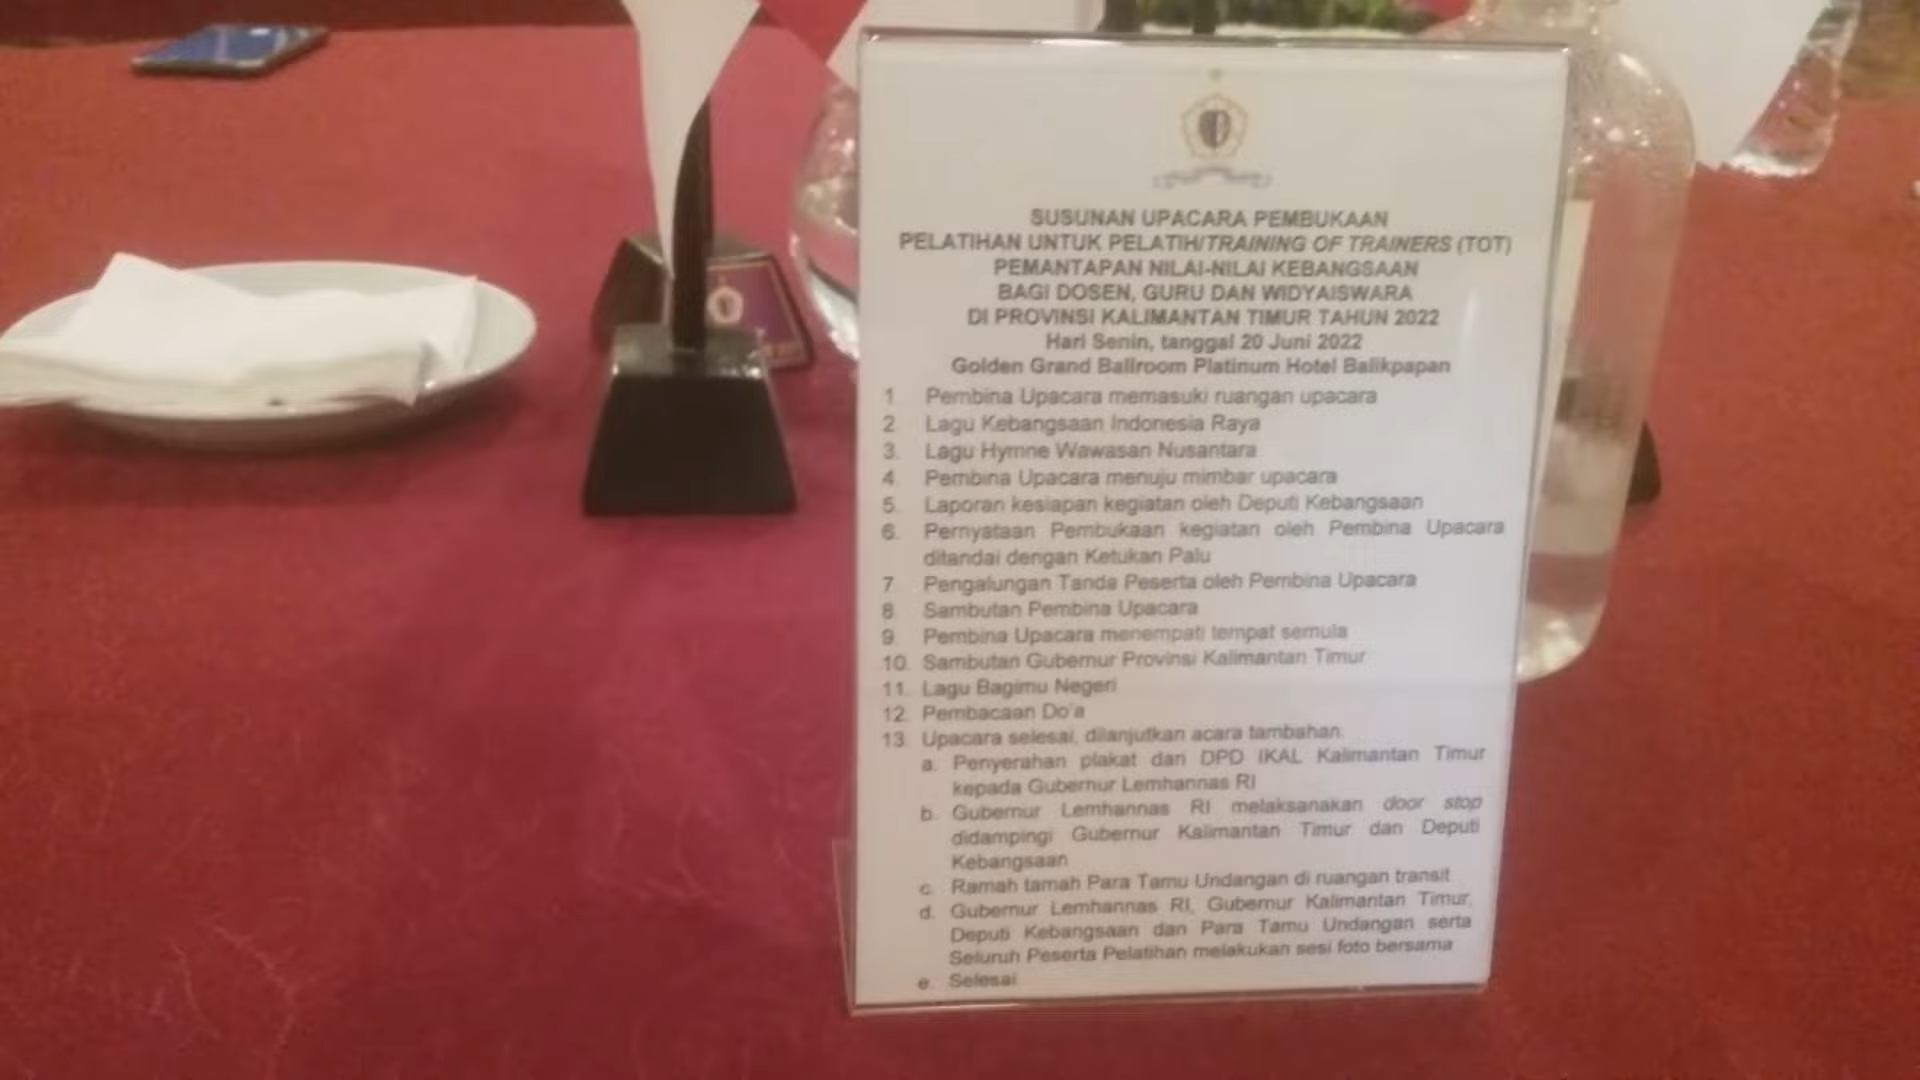 SUSUNAN UPACARA PEMBUKAAN
PELATIHAN UNTUK PELATIH/TRAINING OF TRAINERS (TOT)
PEMANTAPAN NILAI-NILAI KEBANGSAAN
BAGI DOSEN, GURU DAN WIDYAISWARA
DI PROVINSI KALIMANTAN TIMUR TAHUN 2022
Hari Senin, tanggal 20 Juni 2022
Golden Grand Ballroom Platinum Hotel Balikpapan
1. Pembina Upacara memasuki ruangan upacara
2. Lagu Kebangsaan Indonesia Raya
3. Lagu Hymne Wawasan Nusantara
4. Pembina Upacara menuju mimbar upacara
5. Laporan kesiapan kegiatan oleh Deputi Kebangsaan
6. Pernyataan Pembukaan kegiatan oleh Pembina Upacara
ditandai dengan Ketukan Palu
7. Pengalungan Tanda Peserta oleh Pembina Upacara
8. Sambutan Pembina Upacara
9. Pembina Upacara menempati tempat semula
10. Sambutan Gubernur Provinsi Kalimantan Timur
11. Lagu Bagimu Negeri
12. Pembacaan Do'a
13. Upacara selesai, dilanjutkan acara tambahan:
a. Penyerahan plakat dari DPD IKAL Kalimantan Timur
kepada Gubernur Lemhannas RI
b. Gubernur Lemhannas RI melaksanakan door stop
didampingi Gubernur Kalimantan Timur dan Deputi
Kebangsaan
c. Ramah tamah Para Tamu Undangan di ruangan transit
d. Gubernur Lemhannas RI, Gubernur Kalimantan Timur,
Deputi Kebangsaan dan Para Tamu Undangan serta
Seluruh Peserta Pelatihan melakukan sesi foto bersama
e. Selesai